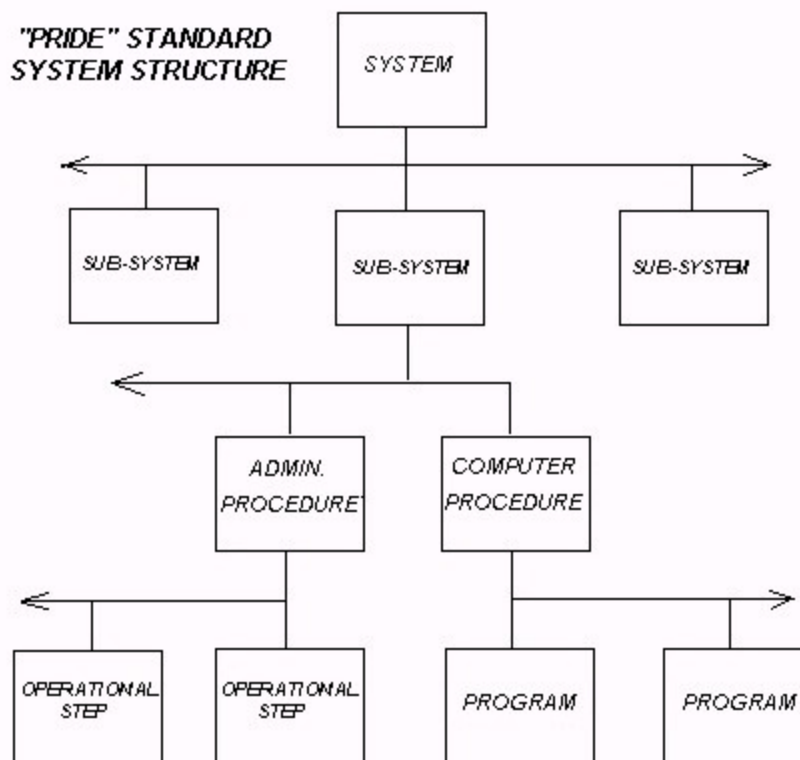 "PRIDE" STANDARD
SYSTEM STRUCTURE
SYSTEM
SUB-SYSTEM
SUB-SYSTEM
SUB-SYSTEM
ADMIN.
PROCEDURE
COMPUTER
PROCEDURE
OPERATIONAL
STEP
OPERATIONAL
STEP
PROGRAM
PROGRAM